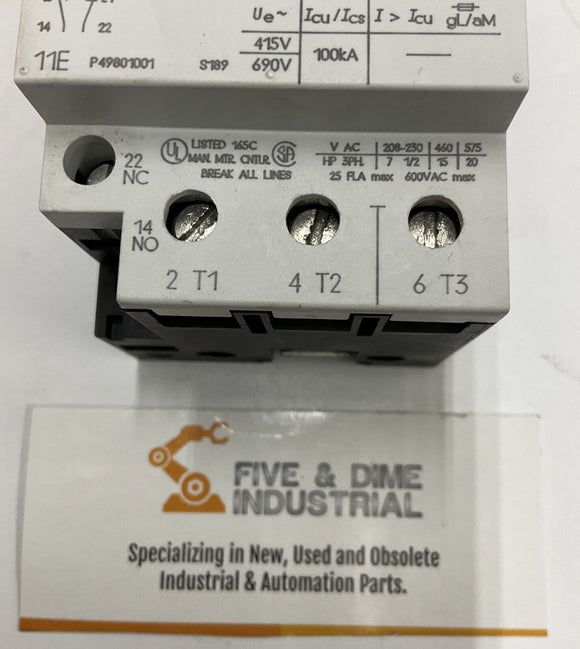 21
14 22
11E P49801001 S189
Ue~ Icu/Ics I > Icu gL/aM
415V 690V 100kA
22 NC
UL LISTED 165C SA
MAN. MTR. CNTLR.
BREAK ALL LINES
V AC 208-230 460 575
HP 3PH. 7 1/2 15 20
25 FLA max 600VAC max
14 NO
2 T1 4 T2 6 T3
FIVE & DIME
INDUSTRIAL
Specializing in New, Used and Obsolete
Industrial & Automation Parts.